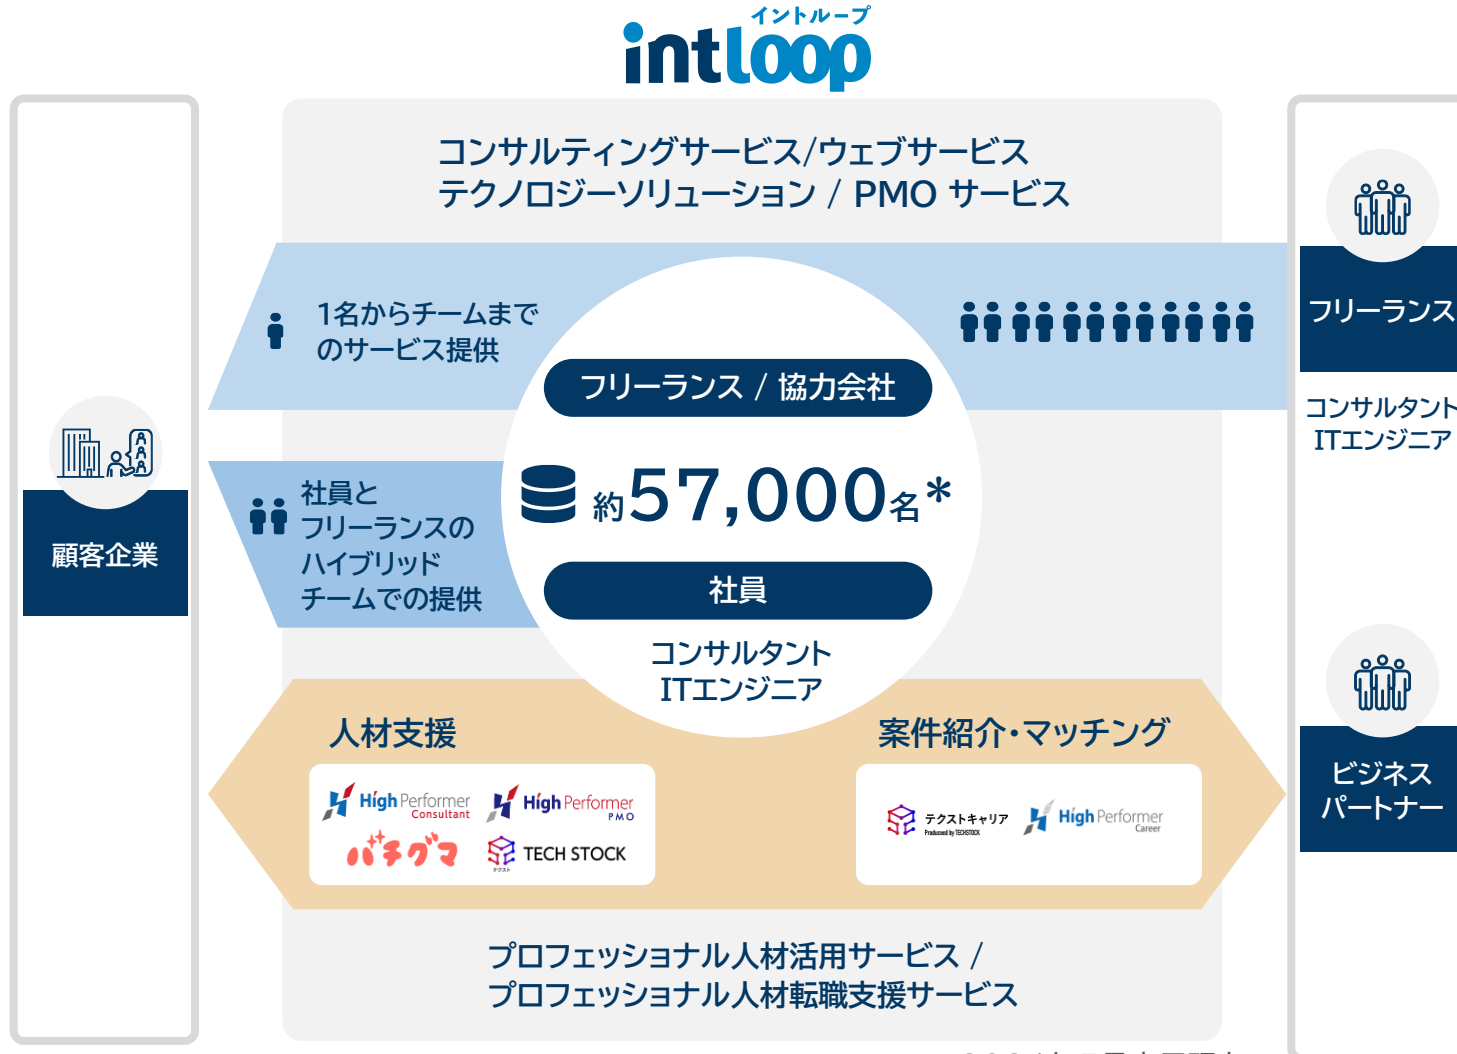 イントループ
intloop
コンサルティングサービス/ウェブサービス
テクノロジーソリューション / PMO サービス
1名からチームまで
のサービス提供
フリーランス / 協力会社
約57,000名*
社員
コンサルタント
ITエンジニア
社員と
フリーランスの
ハイブリッド
チームでの提供
顧客企業
フリーランス
コンサルタント
ITエンジニア
ビジネス
パートナー
人材支援
High Performer
Consultant
High Performer
PMO
バチグマ
TECH STOCK
テクスト
案件紹介・マッチング
テクストキャリア
Produced by TECHSTOCK
High Performer
Career
プロフェッショナル人材活用サービス /
プロフェッショナル人材転職支援サービス